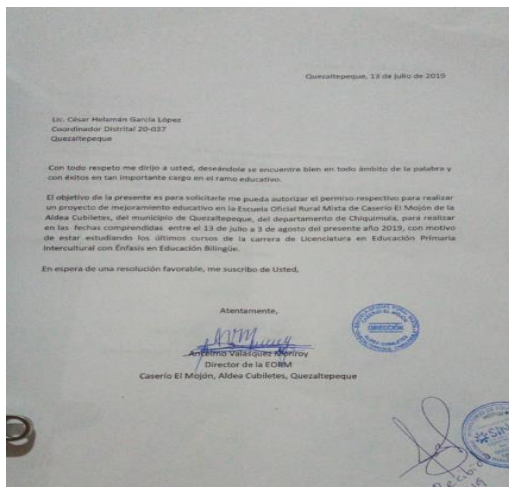 Quezaltepeque, 13 de julio de 2019
Lic. César Helamán García López
Coordinador Distrital 20-037
Quezaltepeque
Con todo respeto me dirijo a usted, deseándole se encuentre bien en todo ámbito de la palabra y
con éxitos en tan importante cargo en el ramo educativo.
El objetivo de la presente es para solicitarle me pueda autorizar el permiso respectivo para realizar
un proyecto de mejoramiento educativo en la Escuela Oficial Rural Mixta de Caserío El Mojón de la
Aldea Cubiletes, del municipio de Quezaltepeque, del departamento de Chiquimula, para realizar
en las fechas comprendidas entre el 13 de julio a 3 de agosto del presente año 2019, con motivo
de estar estudiando los últimos cursos de la carrera de Licenciatura en Educación Primaria
Intercultural con Énfasis en Educación Bilingüe.
En espera de una resolución favorable, me suscribo de Usted,
Atentamente,
DIRECCIÓN
Anselmo Valásquez Monroy
Director de la EORM
Caserío El Mojón, Aldea Cubiletes, Quezaltepeque
Recibido